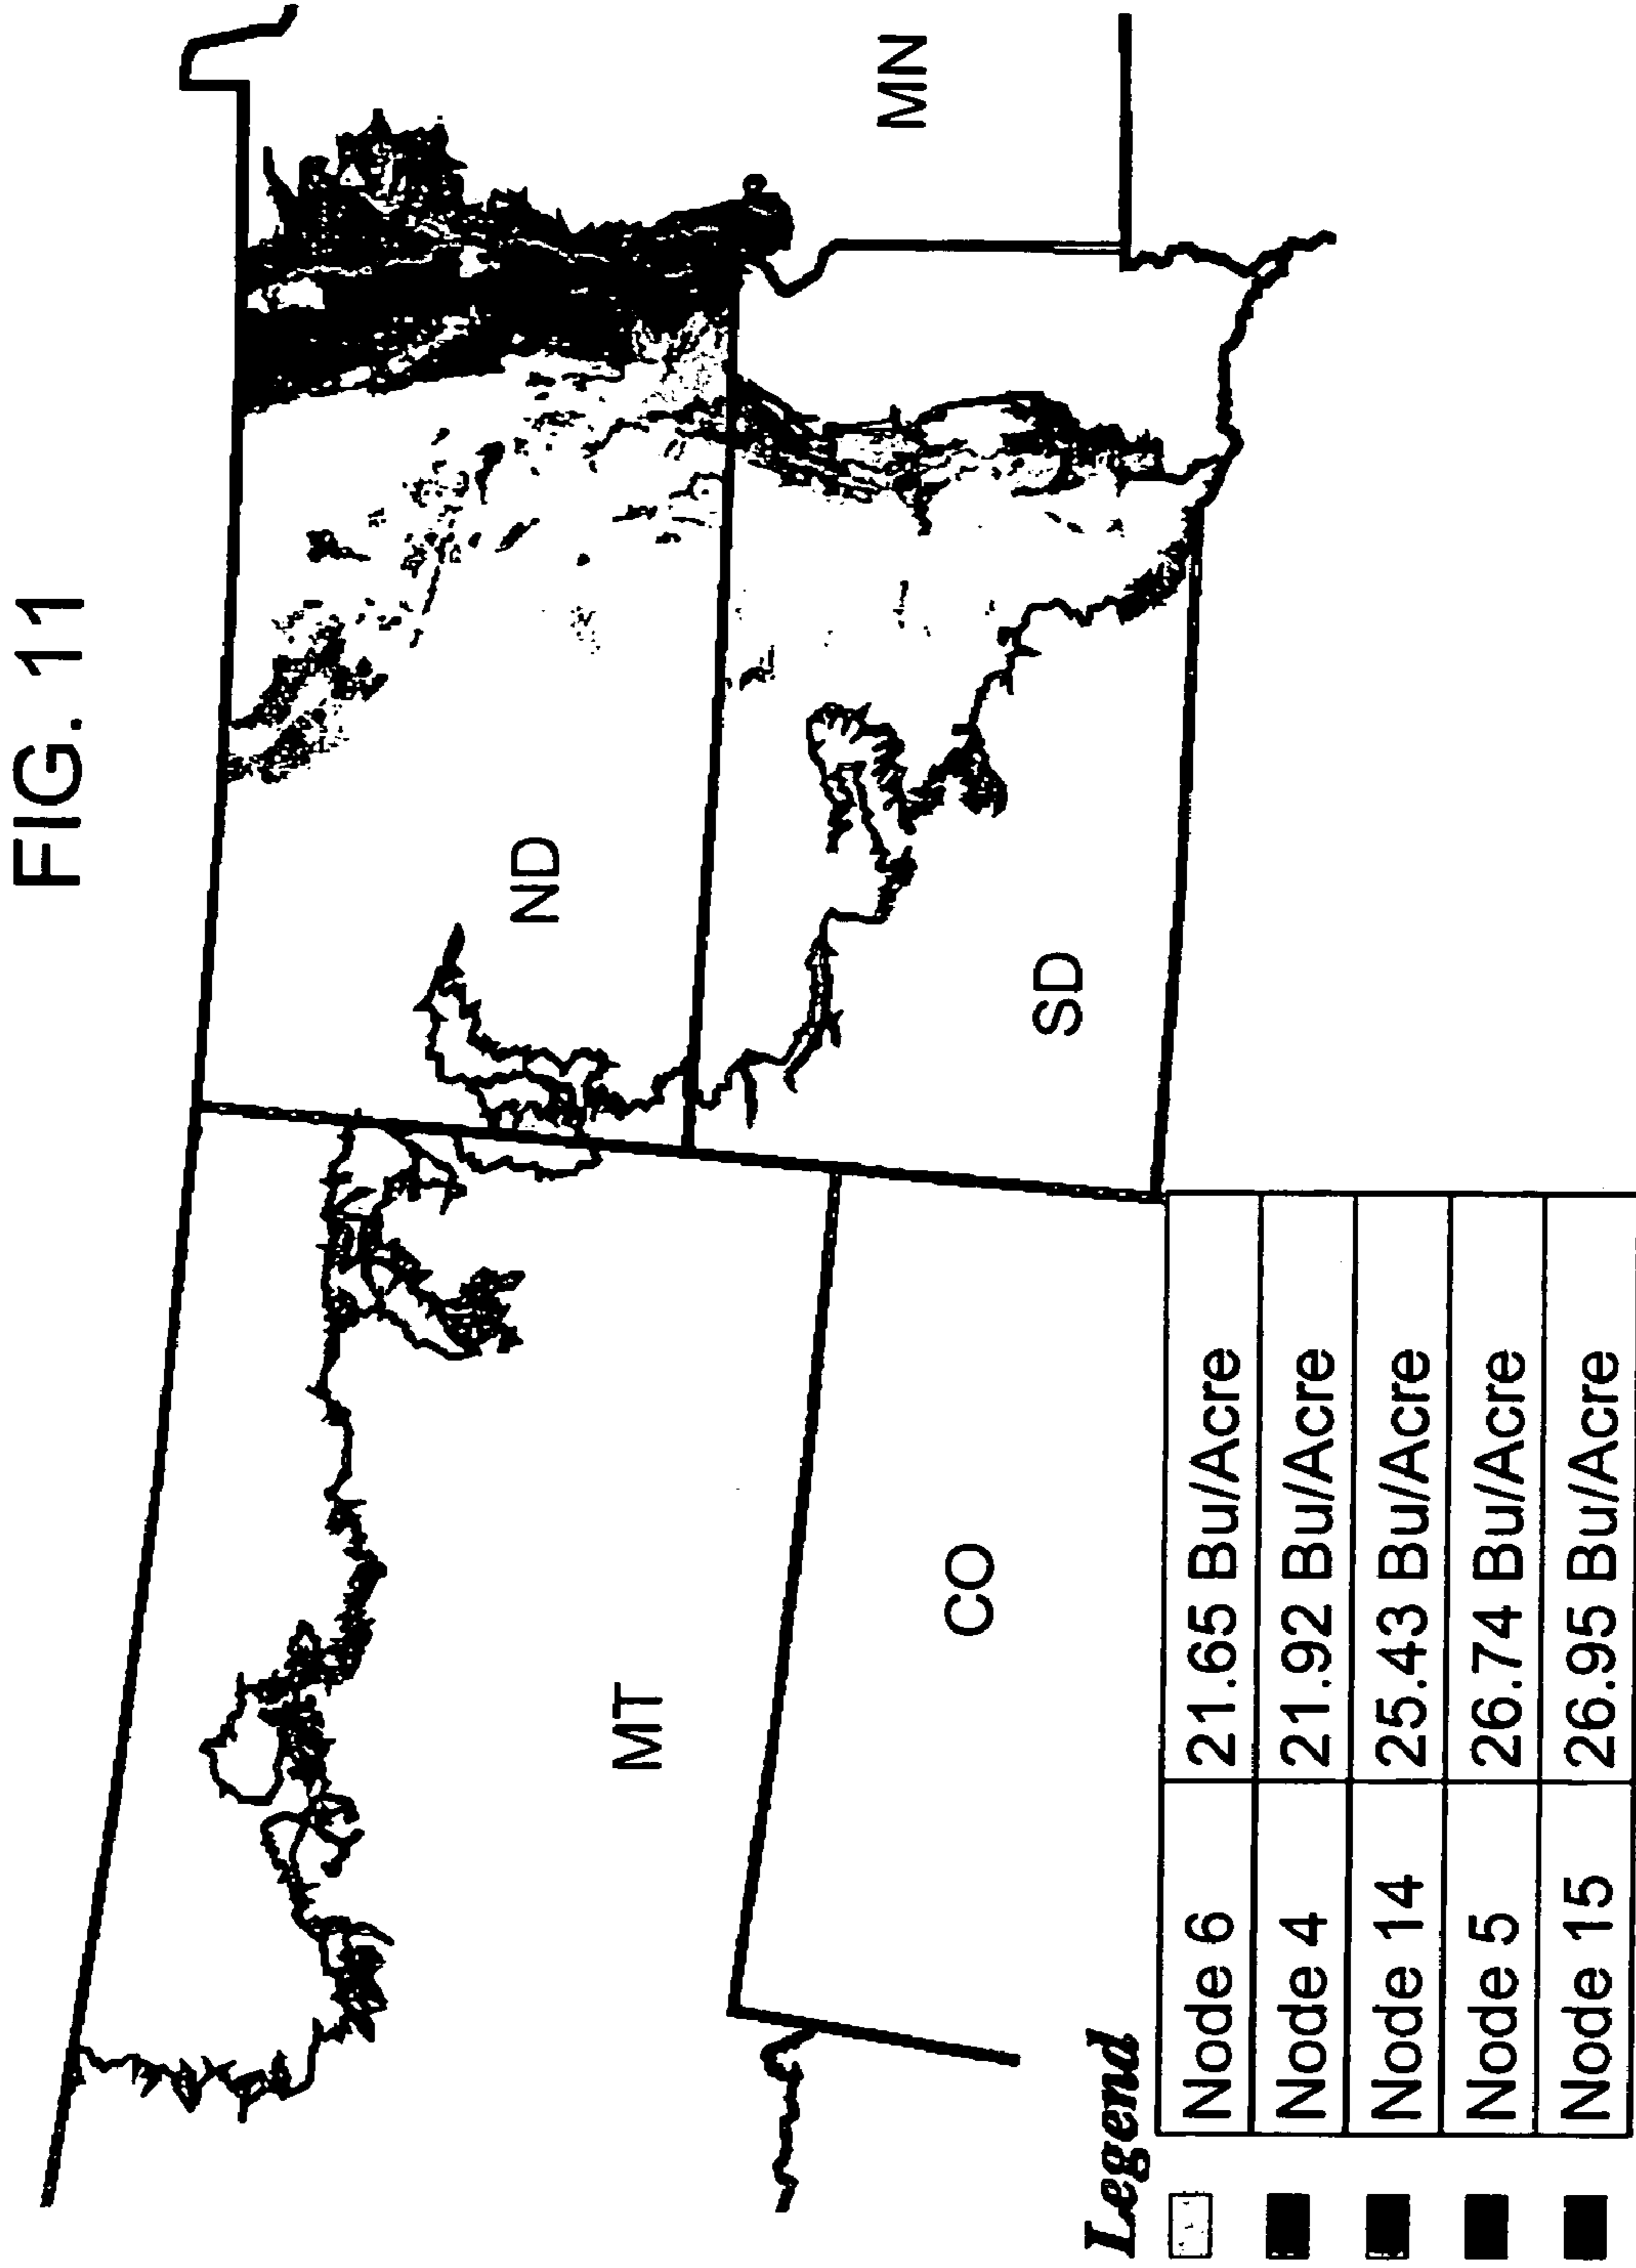 FIG. 11
MN
ND
SD
MT
CO
Legend
Node 6 21.65 Bu/Acre
Node 4 21.92 Bu/Acre
Node 14 25.43 Bu/Acre
Node 5 26.74 Bu/Acre
Node 15 26.95 Bu/Acre